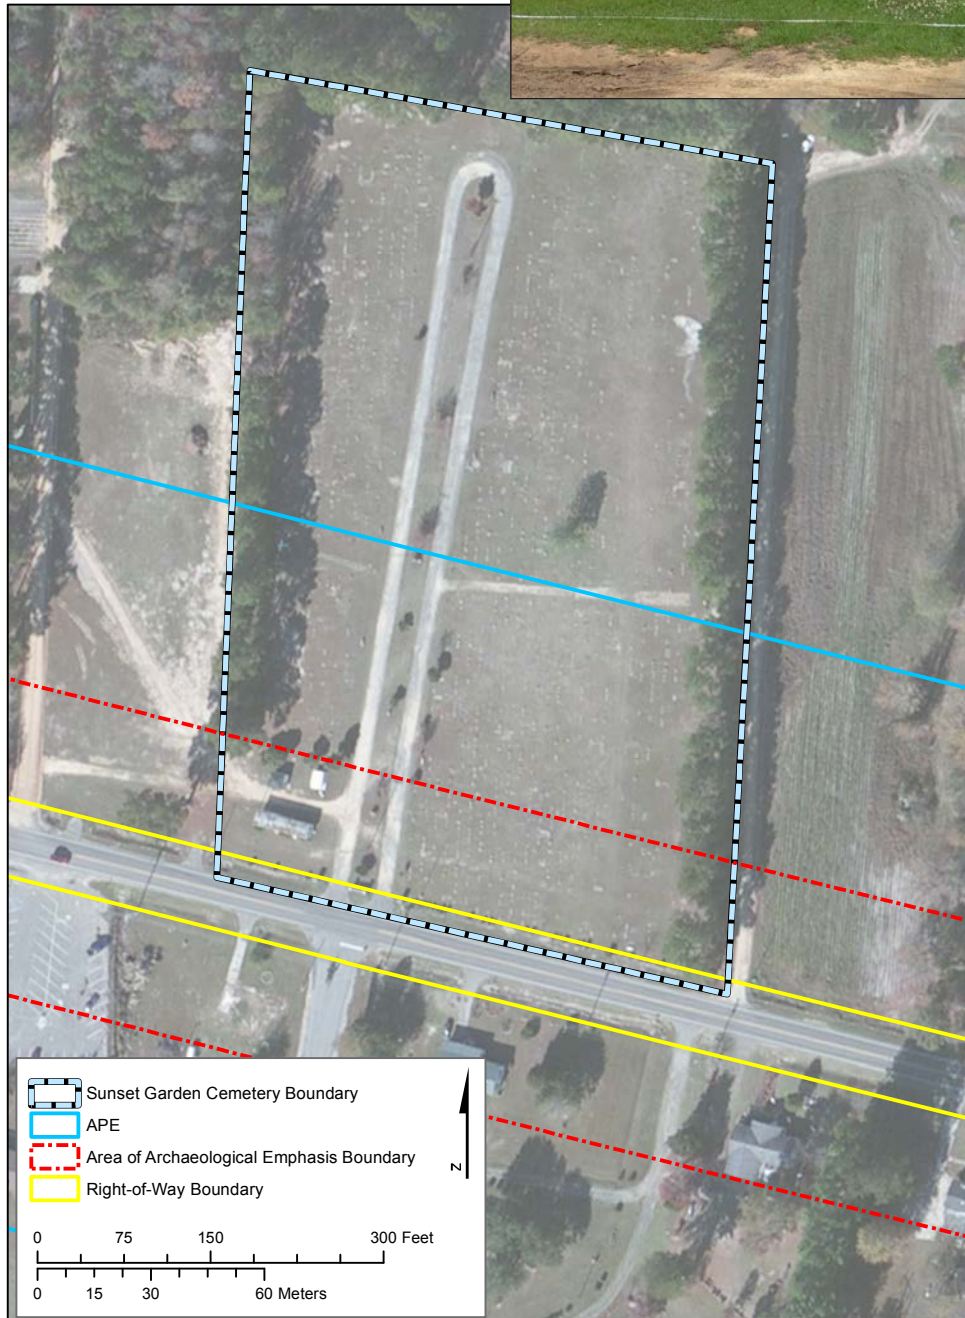 Sunset Garden Cemetery Boundary
APE
Area of Archaeological Emphasis Boundary
Right-of-Way Boundary
N
0 75 150 300 Feet
0 15 30 60 Meters